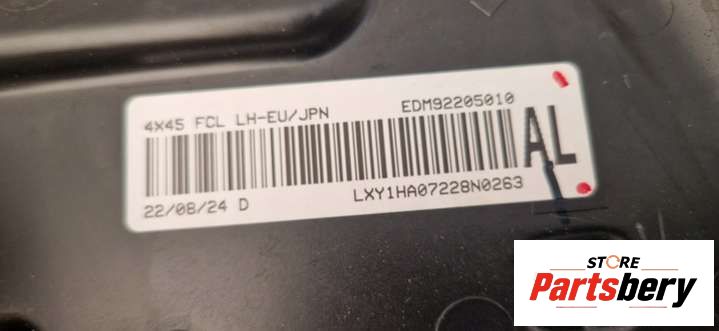 4X45 FCL LH-EU/JPN EDM92205010
AL
22/08/24 D LXY1HA07228N0263
STORE
Partsbery